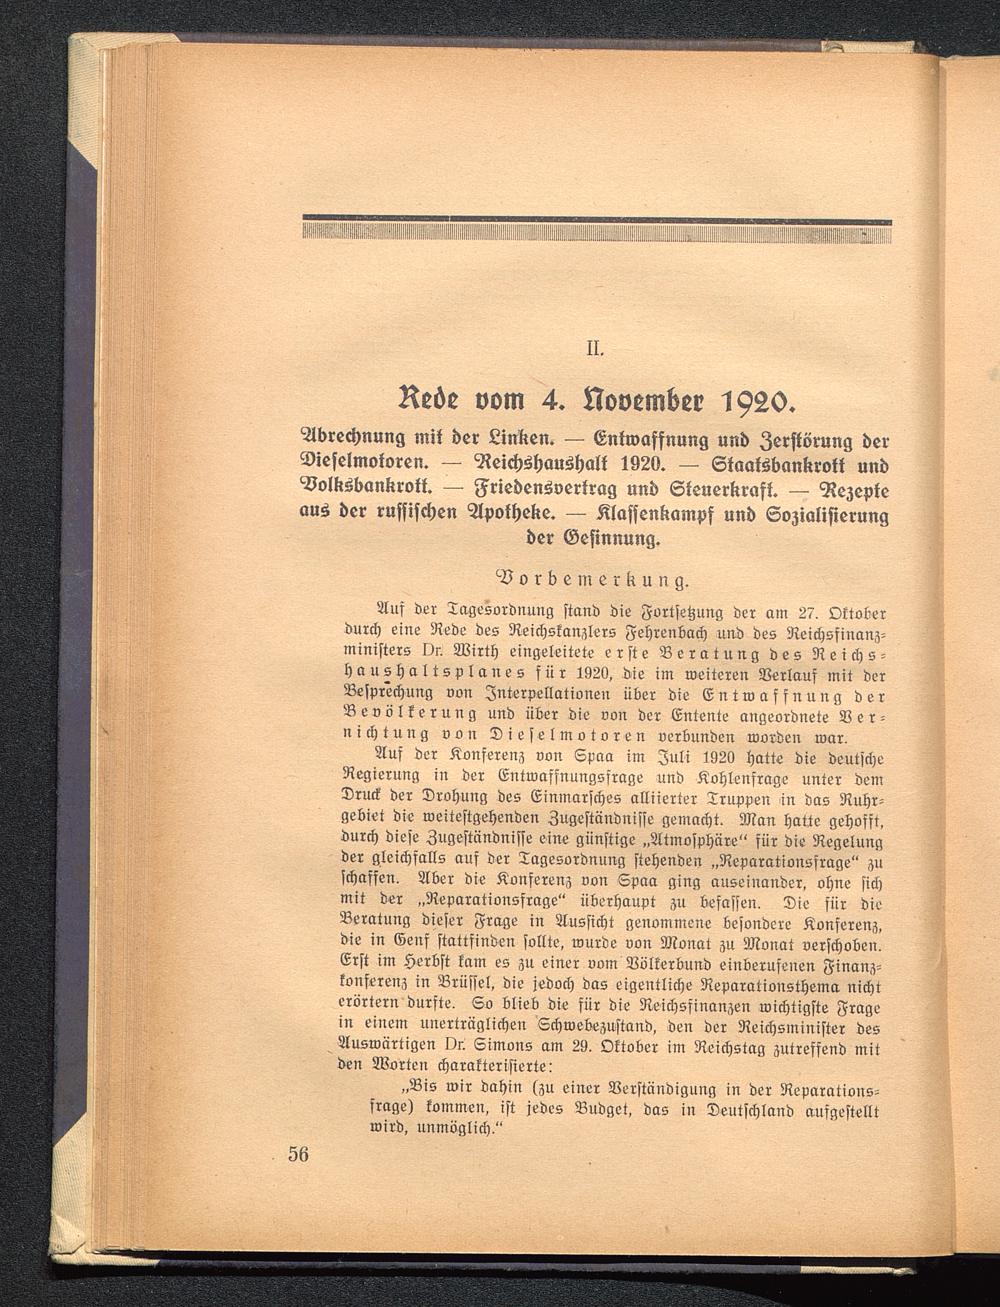 II.
Rede vom 4. November 1920.
Abrechnung mit der Linken. — Entwaffnung und Zerstörung der
Dieselmotoren. — Reichshaushalt 1920. — Staatsbankrott und
Volksbankrott. — Friedensvertrag und Steuerkraft. — Rezepte
aus der russischen Apotheke. — Klassenkampf und Sozialisierung
der Gesinnung.
Vorbemerkung.
Auf der Tagesordnung stand die Fortsetzung der am 27. Oktober
durch eine Rede des Reichskanzlers Fehrenbach und des Reichsfinanz-
ministers Dr. Wirth eingeleitete erste Beratung des Reichs-
haushaltsplanes für 1920, die im weiteren Verlauf mit der
Besprechung von Interpellationen über die Entwaffnung der
Bevölkerung und über die von der Entente angeordnete Ver-
nichtung von Dieselmotoren verbunden worden war.
Auf der Konferenz von Spaa im Juli 1920 hatte die deutsche
Regierung in der Entwaffnungsfrage und Kohlenfrage unter dem
Druck der Drohung des Einmarsches alliierter Truppen in das Ruhr-
gebiet die weitestgehenden Zugeständnisse gemacht. Man hatte gehofft,
durch diese Zugeständnisse eine günstige „Atmosphäre“ für die Regelung
der gleichfalls auf der Tagesordnung stehenden „Reparationsfrage“ zu
schaffen. Aber die Konferenz von Spaa ging auseinander, ohne sich
mit der „Reparationsfrage“ überhaupt zu befassen. Die für die
Beratung dieser Frage in Aussicht genommene besondere Konferenz,
die in Genf stattfinden sollte, wurde von Monat zu Monat verschoben.
Erst im Herbst kam es zu einer vom Völkerbund einberufenen Finanz-
konferenz in Brüssel, die jedoch das eigentliche Reparationsthema nicht
erörtern durfte. So blieb die für die Reichsfinanzen wichtigste Frage
in einem unerträglichen Schwebezustand, den der Reichsminister des
Auswärtigen Dr. Simons am 29. Oktober im Reichstag zutreffend mit
den Worten charakterisierte:
„Bis wir dahin (zu einer Verständigung in der Reparations-
frage) kommen, ist jedes Budget, das in Deutschland aufgestellt
wird, unmöglich.“
56